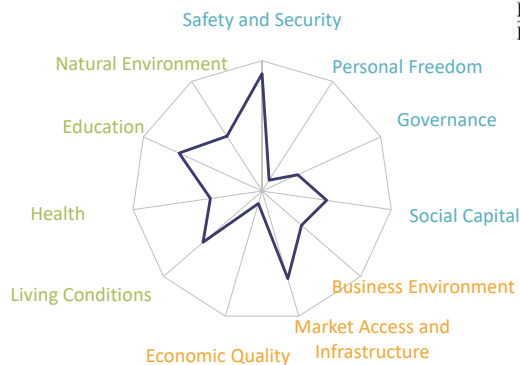 Safety and Security
Natural Environment
Personal Freedom
Education
Governance
Health
Social Capital
Living Conditions
Business Environment
Market Access and
Infrastructure
Economic Quality